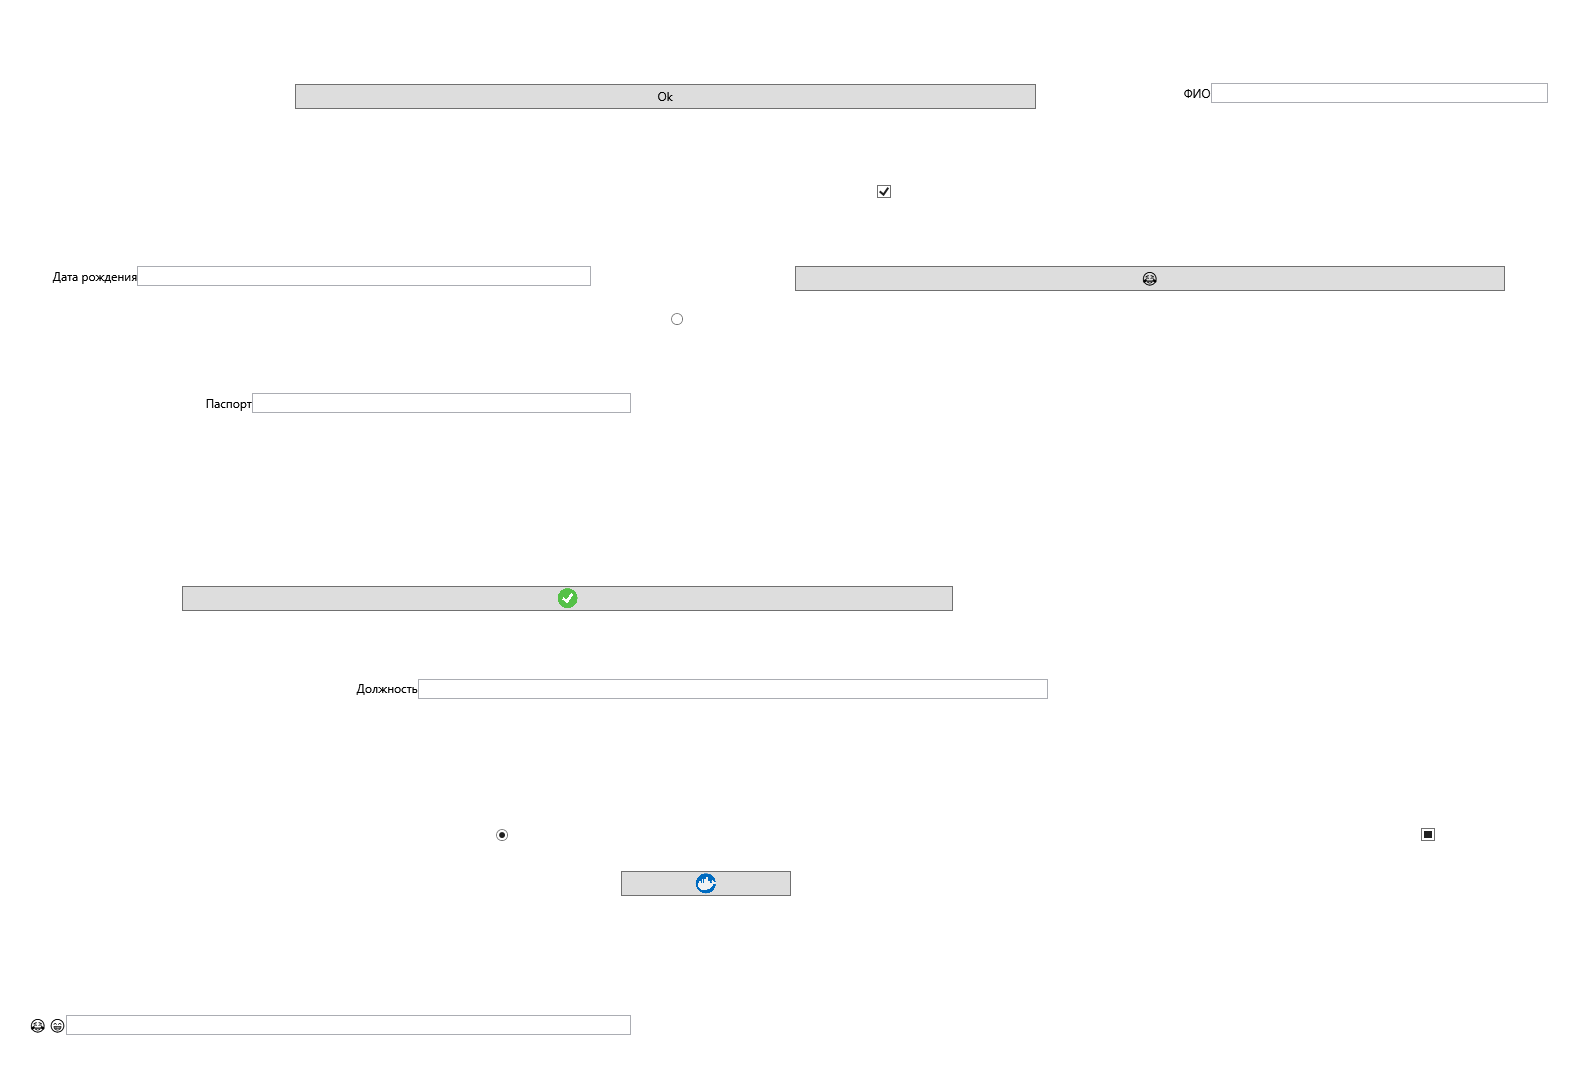 Ok
ФИО
Дата рождения
😂
Паспорт
Должность
😂 😁